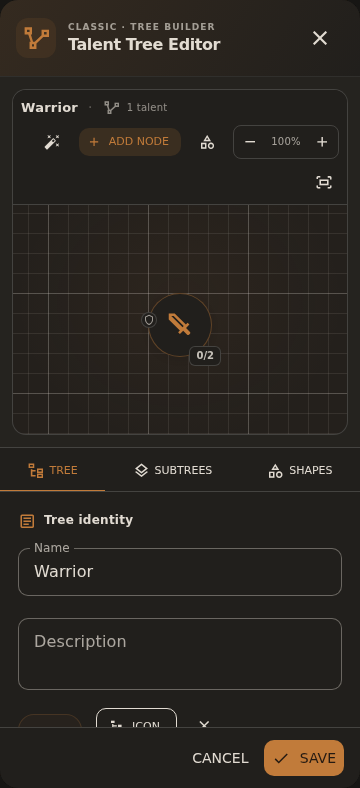 CLASSIC · TREE BUILDER
Talent Tree Editor
Warrior · 1 talent
+ ADD NODE
− 100% +
0/2
TREE SUBTREES SHAPES
Tree identity
Name
Warrior
Description
ICON
CANCEL SAVE